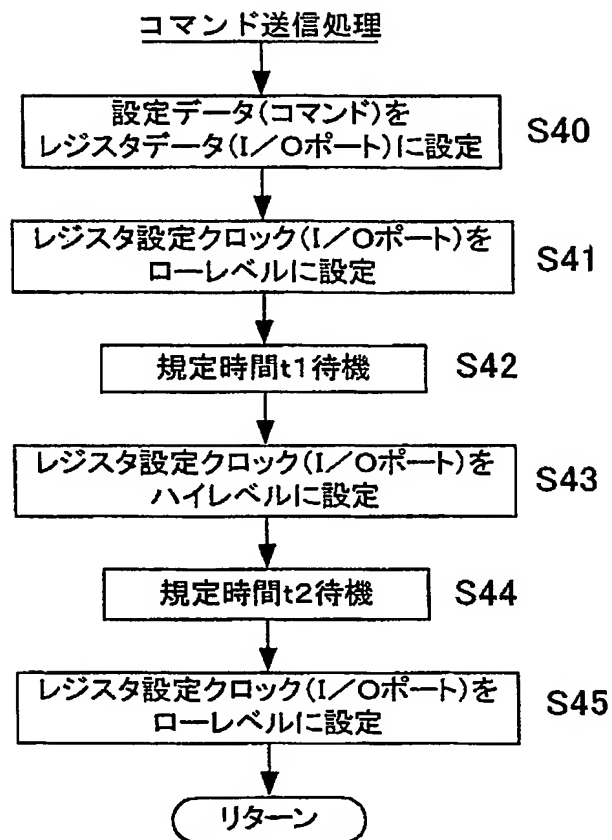 コマンド送信処理
設定データ(コマンド)を
レジスタデータ(I/Oポート)に設定
S40
レジスタ設定クロック(I/Oポート)を
ローレベルに設定
S41
規定時間t1待機
S42
レジスタ設定クロック(I/Oポート)を
ハイレベルに設定
S43
規定時間t2待機
S44
レジスタ設定クロック(I/Oポート)を
ローレベルに設定
S45
リターン